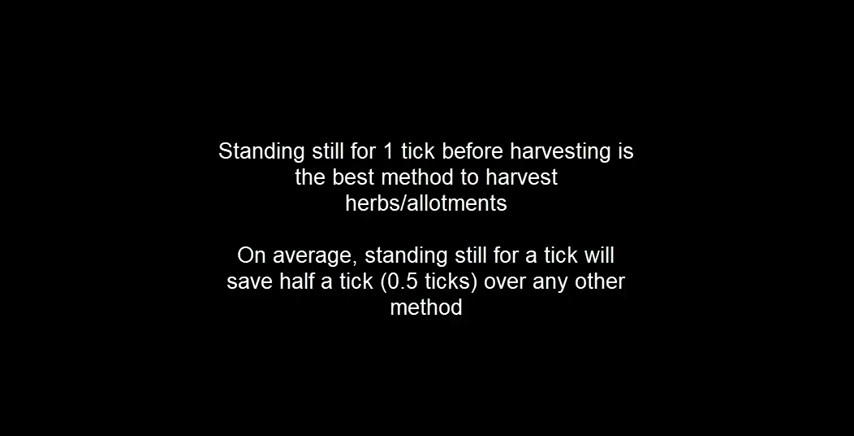 Standing still for 1 tick before harvesting is
the best method to harvest
herbs/allotments
On average, standing still for a tick will
save half a tick (0.5 ticks) over any other
method